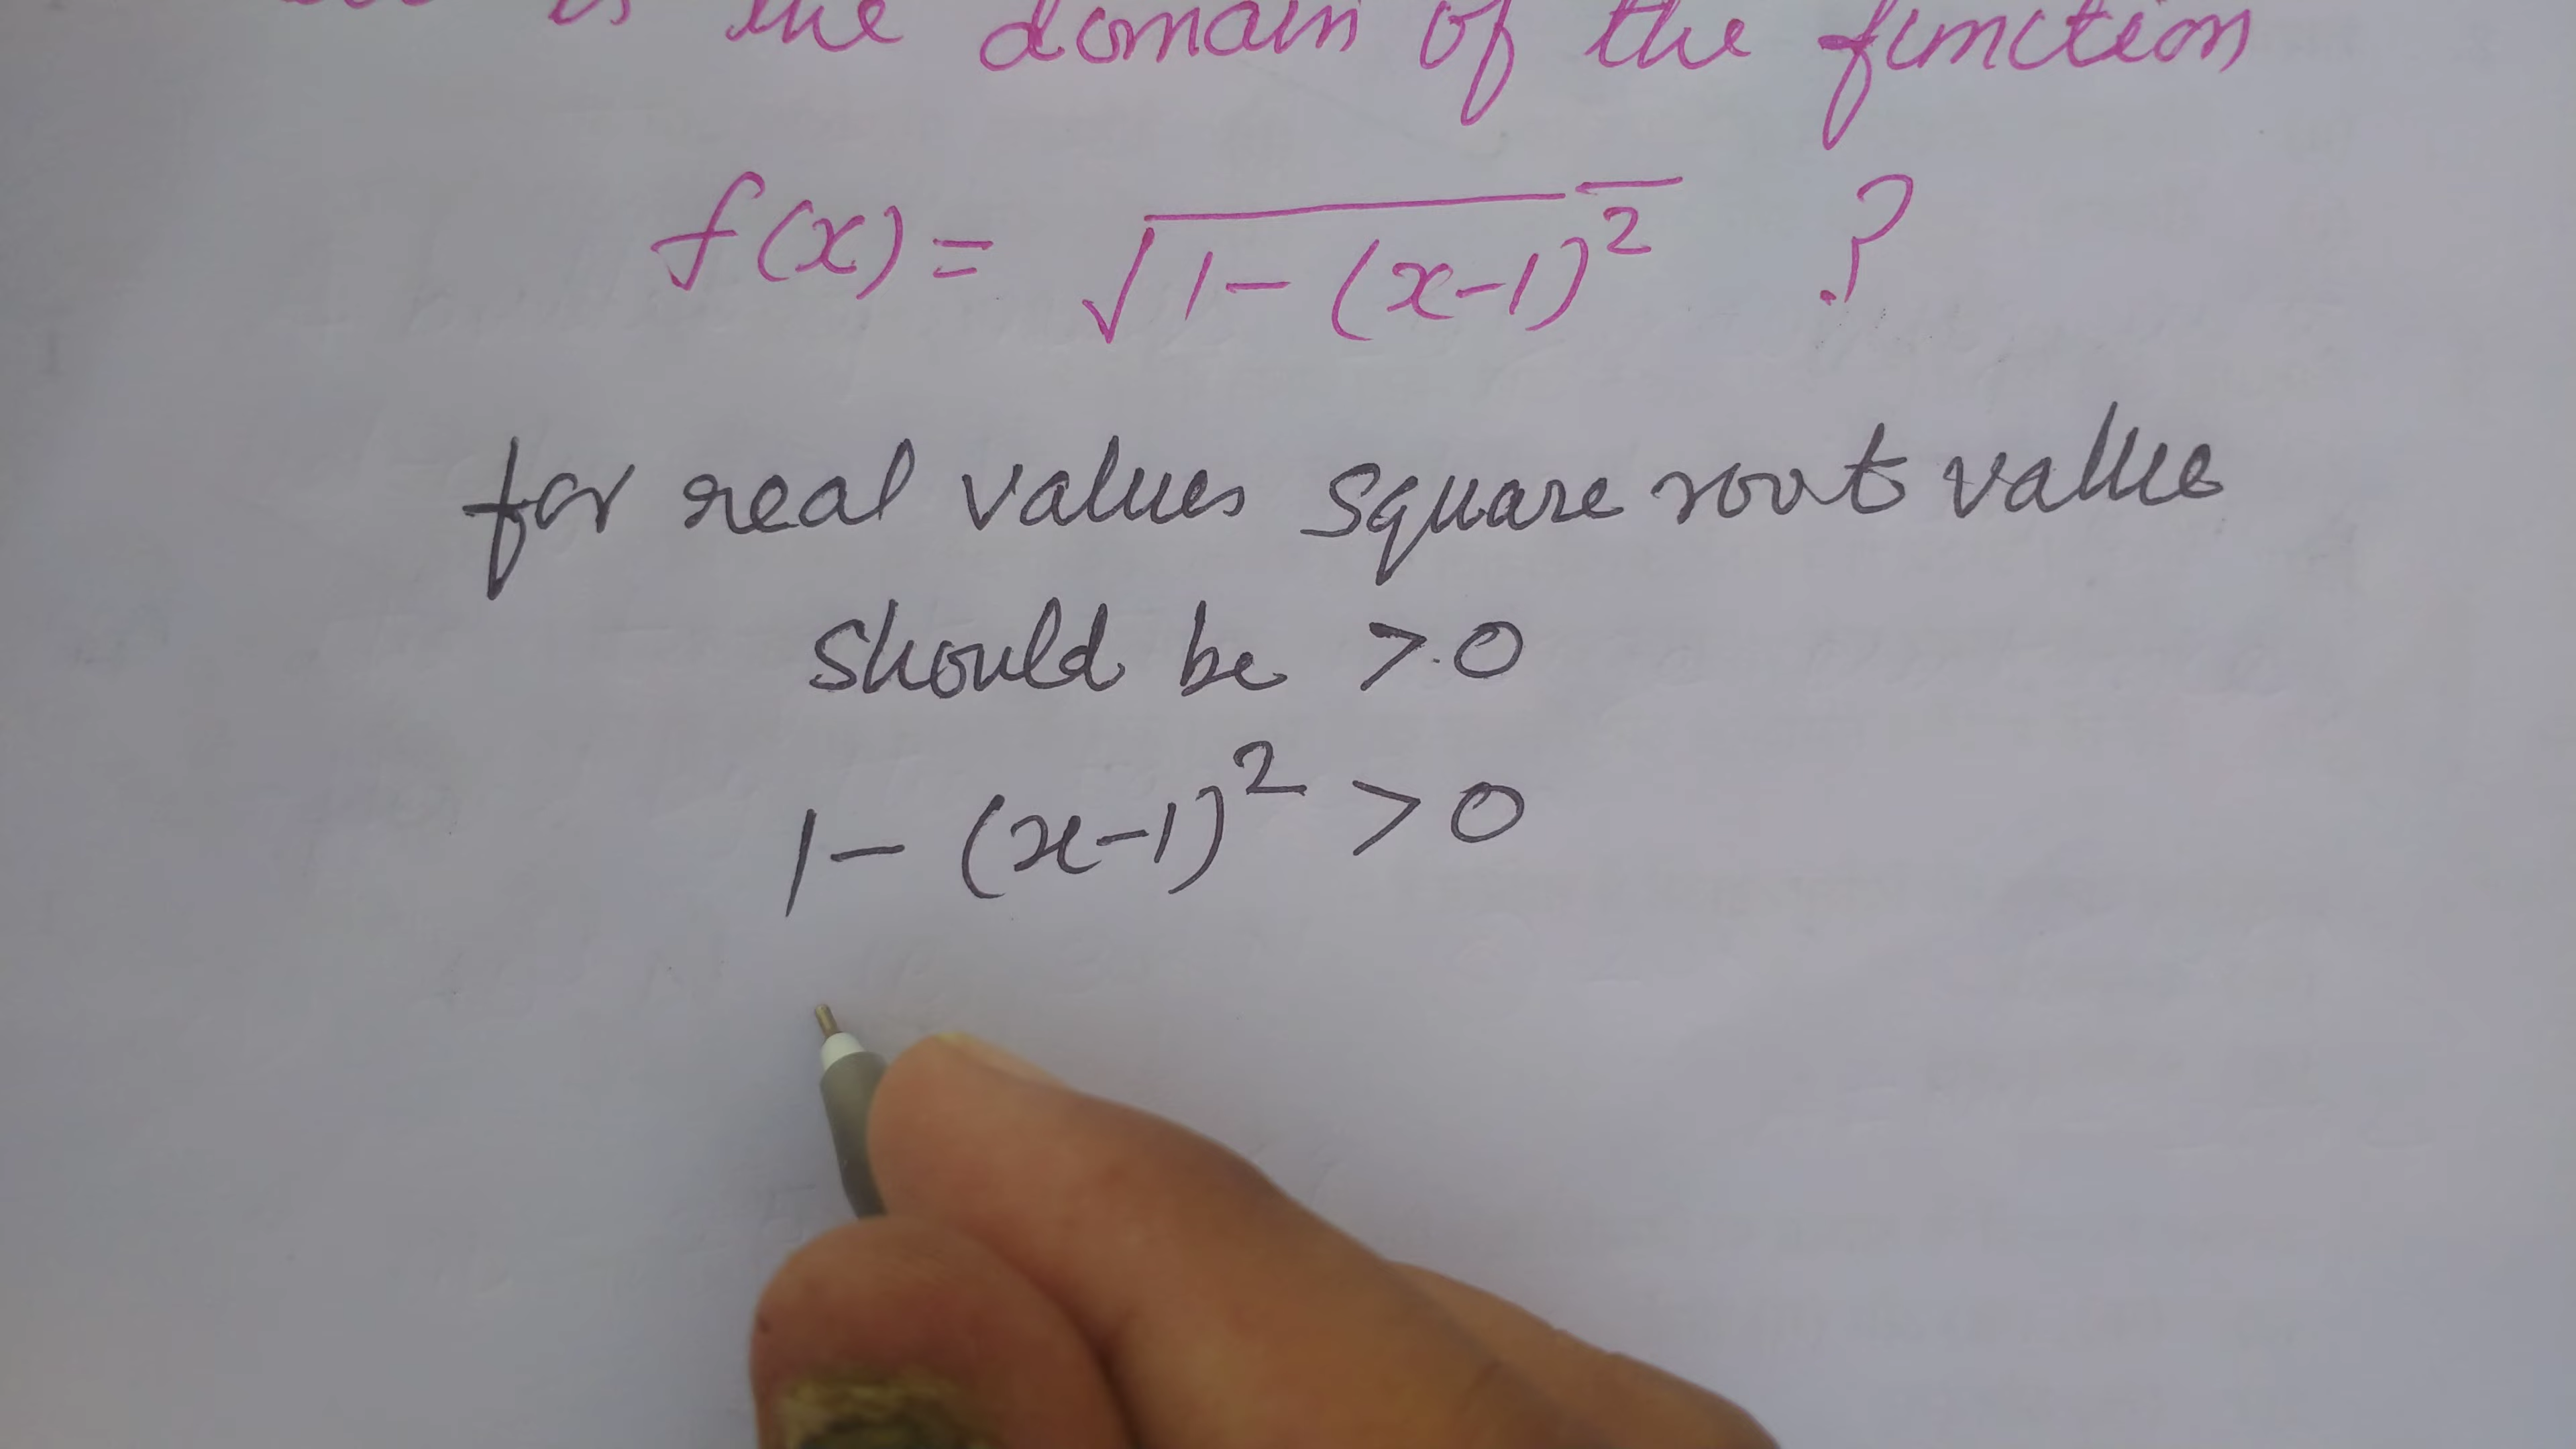 is the domain of the function
f(x) = √1-(x-1)² ?
for real values square root value
should be >0
1-(x-1)² >0